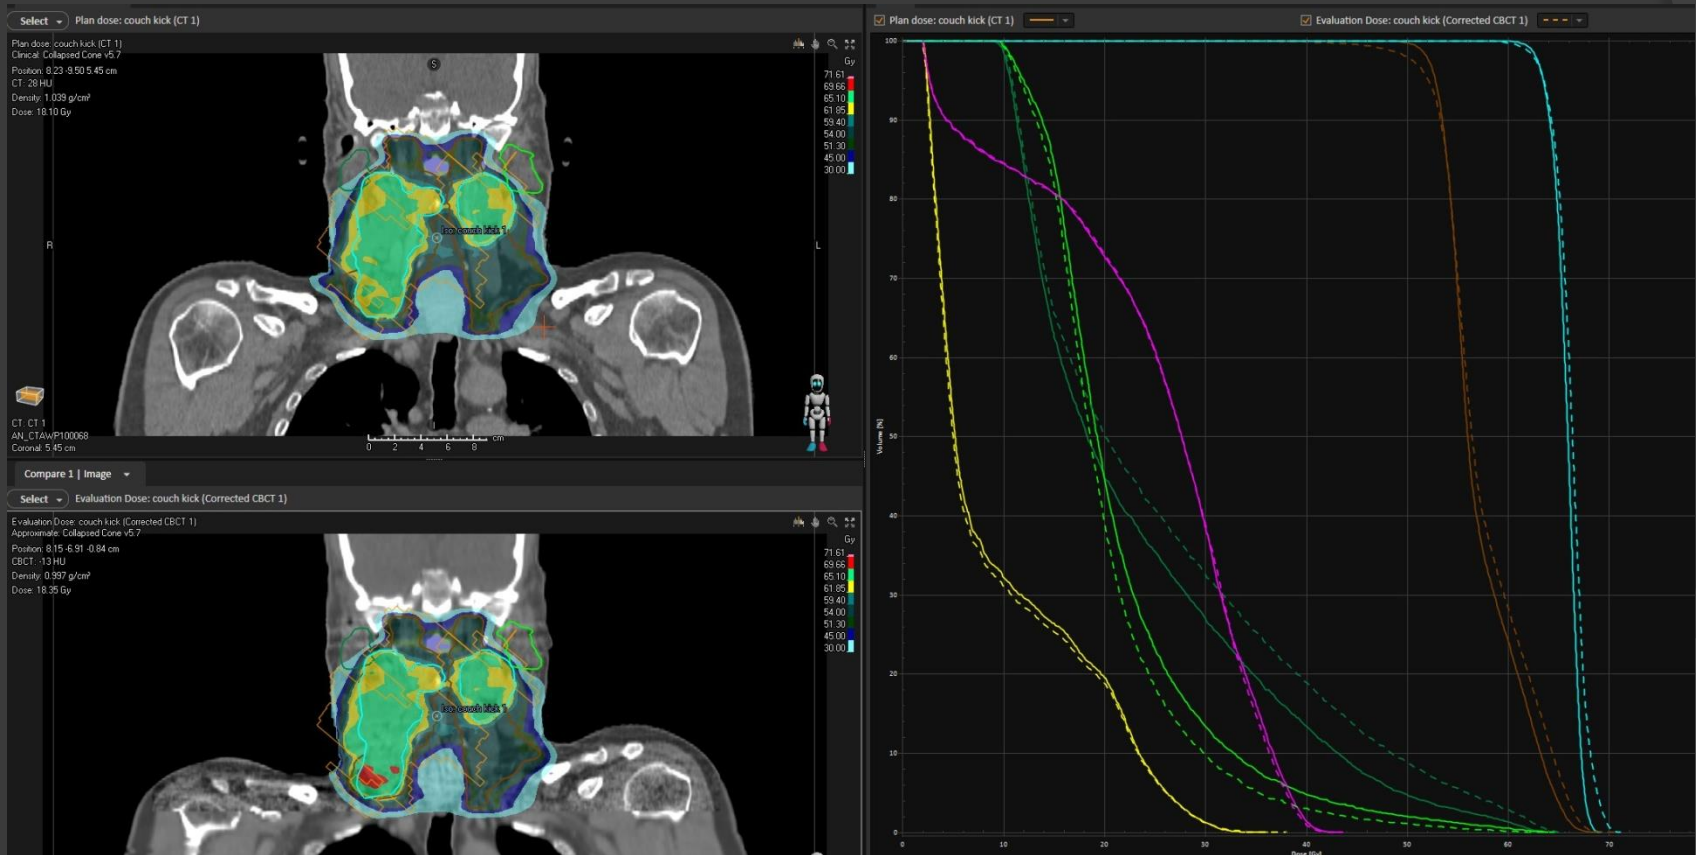 Select Plan dose: couch kick (CT 1)
Plan dose: couch kick (CT 1)
Clinical: Collapsed Cone v5.7
Position: 8.23 -9.50 5.45 cm
CT: 28 HU
Density: 1.039 g/cm³
Dose: 18.10 Gy
S
Gy
71.61
69.66
65.10
61.85
59.40
54.00
51.30
45.00
30.00
R
L
Iso: couch kick 1
CT: CT 1
AN_CTAWP100068
Coronal: 5.45 cm
0 2 4 6 8 cm
Compare 1 | Image
Select Evaluation Dose: couch kick (Corrected CBCT 1)
Evaluation Dose: couch kick (Corrected CBCT 1)
Approximate: Collapsed Cone v5.7
Position: 8.15 -6.91 -0.84 cm
CBCT: -13 HU
Density: 0.997 g/cm³
Dose: 18.35 Gy
Gy
71.61
69.66
65.10
61.85
59.40
54.00
51.30
45.00
30.00
Iso: couch kick 1
Plan dose: couch kick (CT 1) Evaluation Dose: couch kick (Corrected CBCT 1)
100
90
80
70
60
50
40
30
20
10
0
Volume [%]
0 10 20 30 40 50 60 70
Dose [Gy]